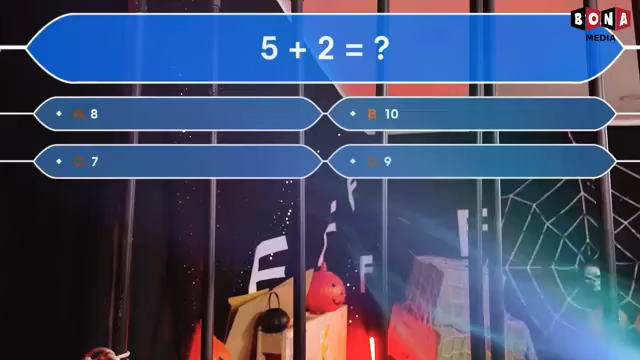 BONA
MEDIA
5 + 2 = ?
A. 8
B. 10
C. 7
D. 9
E
F
F